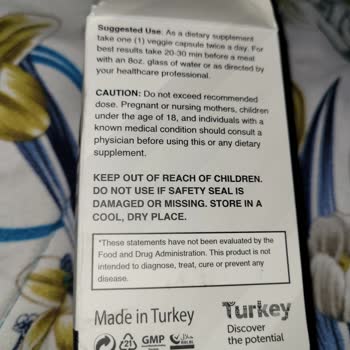 Suggested Use: As a dietary supplement
take one (1) veggie capsule twice a day. For
best results take 20-30 min before a meal
with an 8oz. glass of water or as directed by
your healthcare professional.
CAUTION: Do not exceed recommended
dose. Pregnant or nursing mothers, children
under the age of 18, and individuals with a
known medical condition should consult a
physician before using this or any dietary
supplement.
KEEP OUT OF REACH OF CHILDREN.
DO NOT USE IF SAFETY SEAL IS
DAMAGED OR MISSING. STORE IN A
COOL, DRY PLACE.
*These statements have not been evaluated by the
Food and Drug Administration. This product is not
intended to diagnose, treat, cure or prevent any
disease.
Made in Turkey
Turkey
Discover
the potential
21
GMP